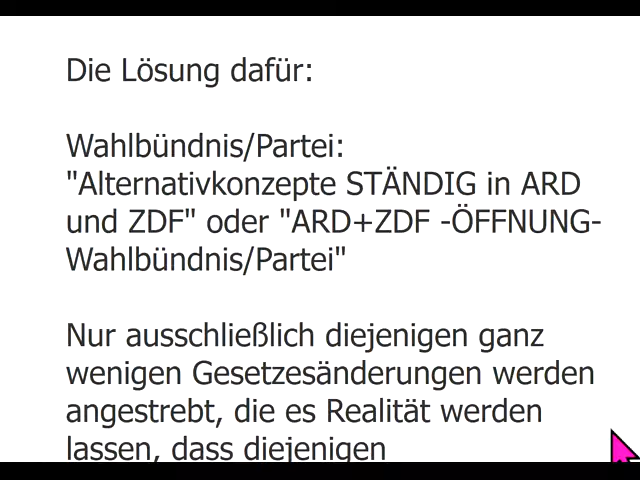 Die Lösung dafür:
Wahlbündnis/Partei:
"Alternativkonzepte STÄNDIG in ARD
und ZDF" oder "ARD+ZDF -ÖFFNUNG-
Wahlbündnis/Partei"
Nur ausschließlich diejenigen ganz
wenigen Gesetzesänderungen werden
angestrebt, die es Realität werden
lassen, dass diejenigen